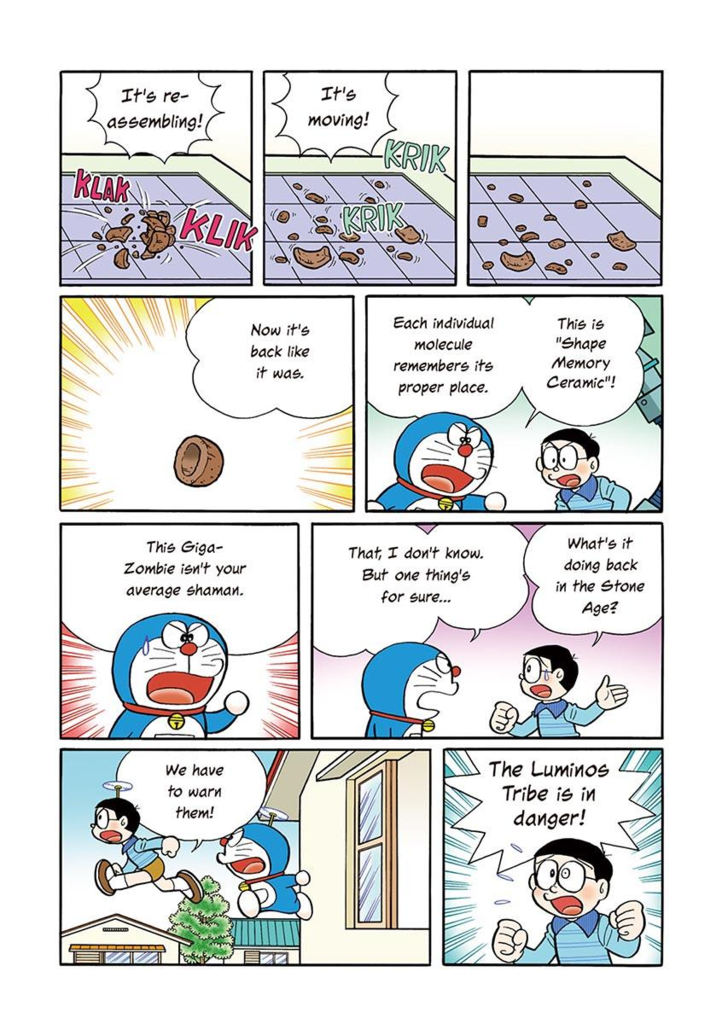 It's
moving!
KRIK
KRIK
It's re-
assembling!
KLAK
KLIK
This is
"Shape
Memory
Ceramic"!
Each individual
molecule
remembers its
proper place.
Now it's
back like
it was.
What's it
doing back
in the Stone
Age?
That, I don't know.
But one thing's
for sure...
This Giga-
Zombie isn't your
average shaman.
The Luminos
Tribe is in
danger!
We have
to warn
them!